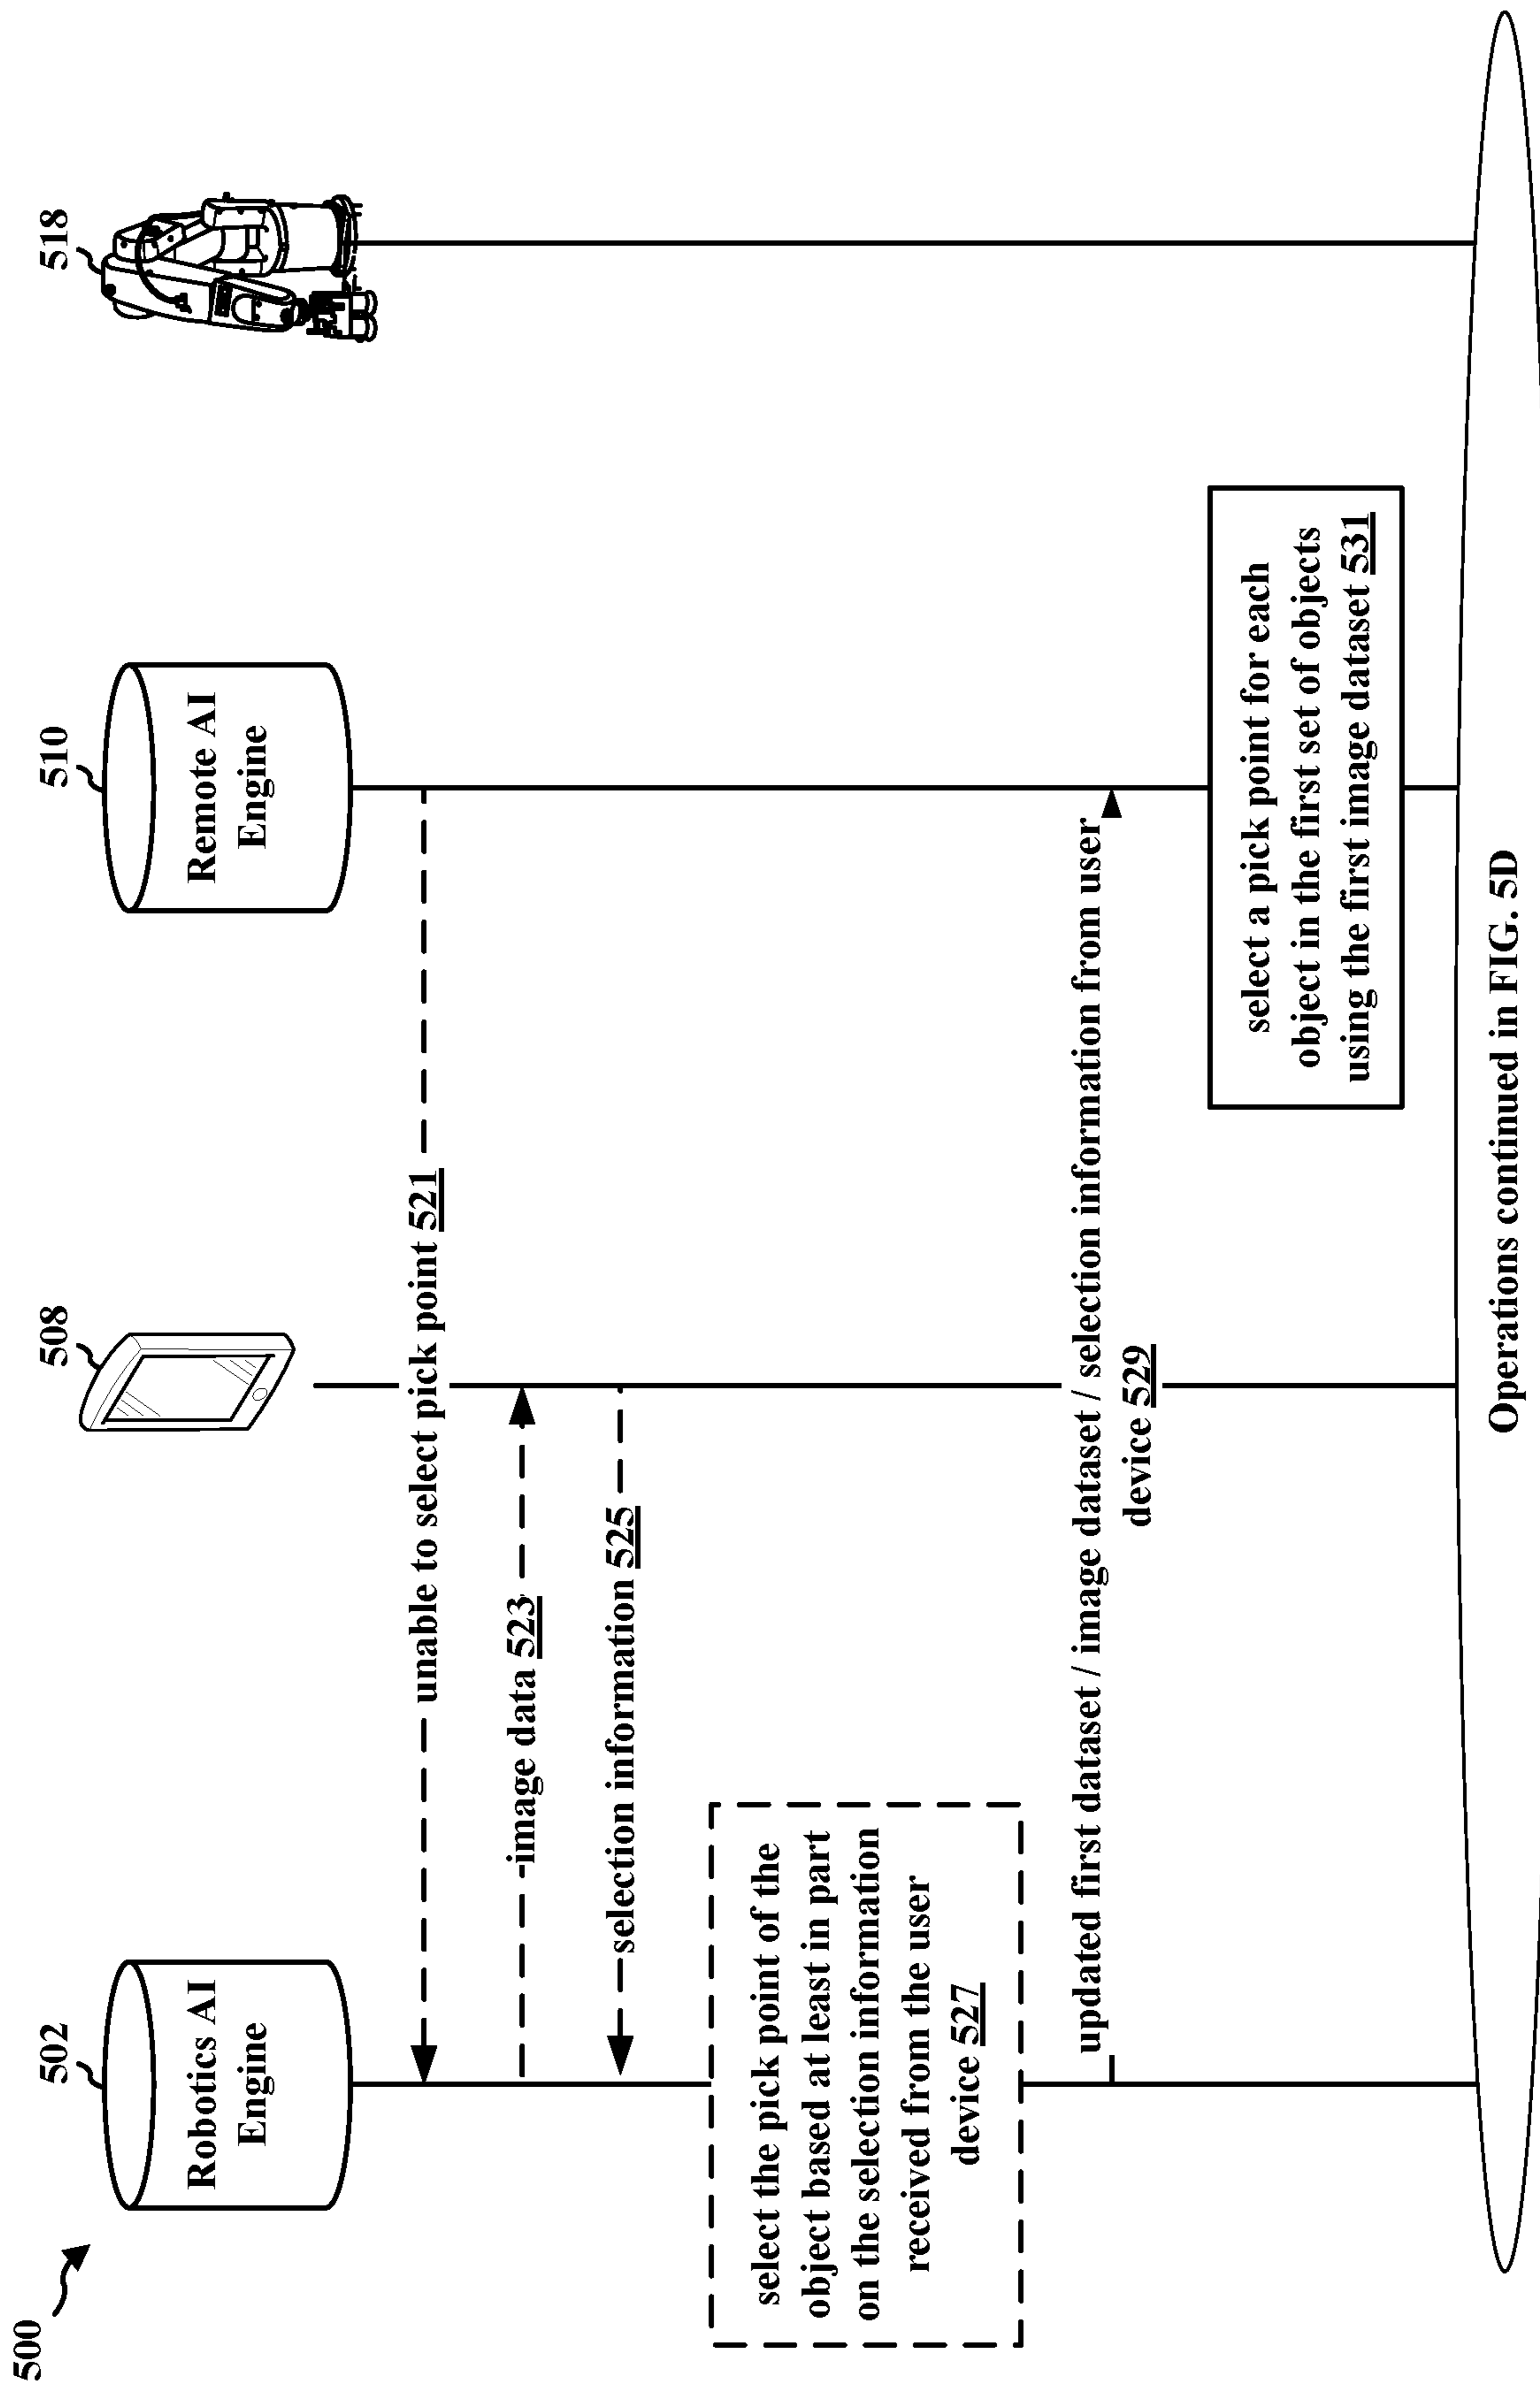 500
502
508
510
518
Robotics AI
Engine
Remote AI
Engine
unable to select pick point 521
image data 523
selection information 525
select the pick point of the
object based at least in part
on the selection information
received from the user
device 527
updated first dataset / image dataset / selection information from user
device 529
select a pick point for each
object in the first set of objects
using the first image dataset 531
Operations continued in FIG. 5D